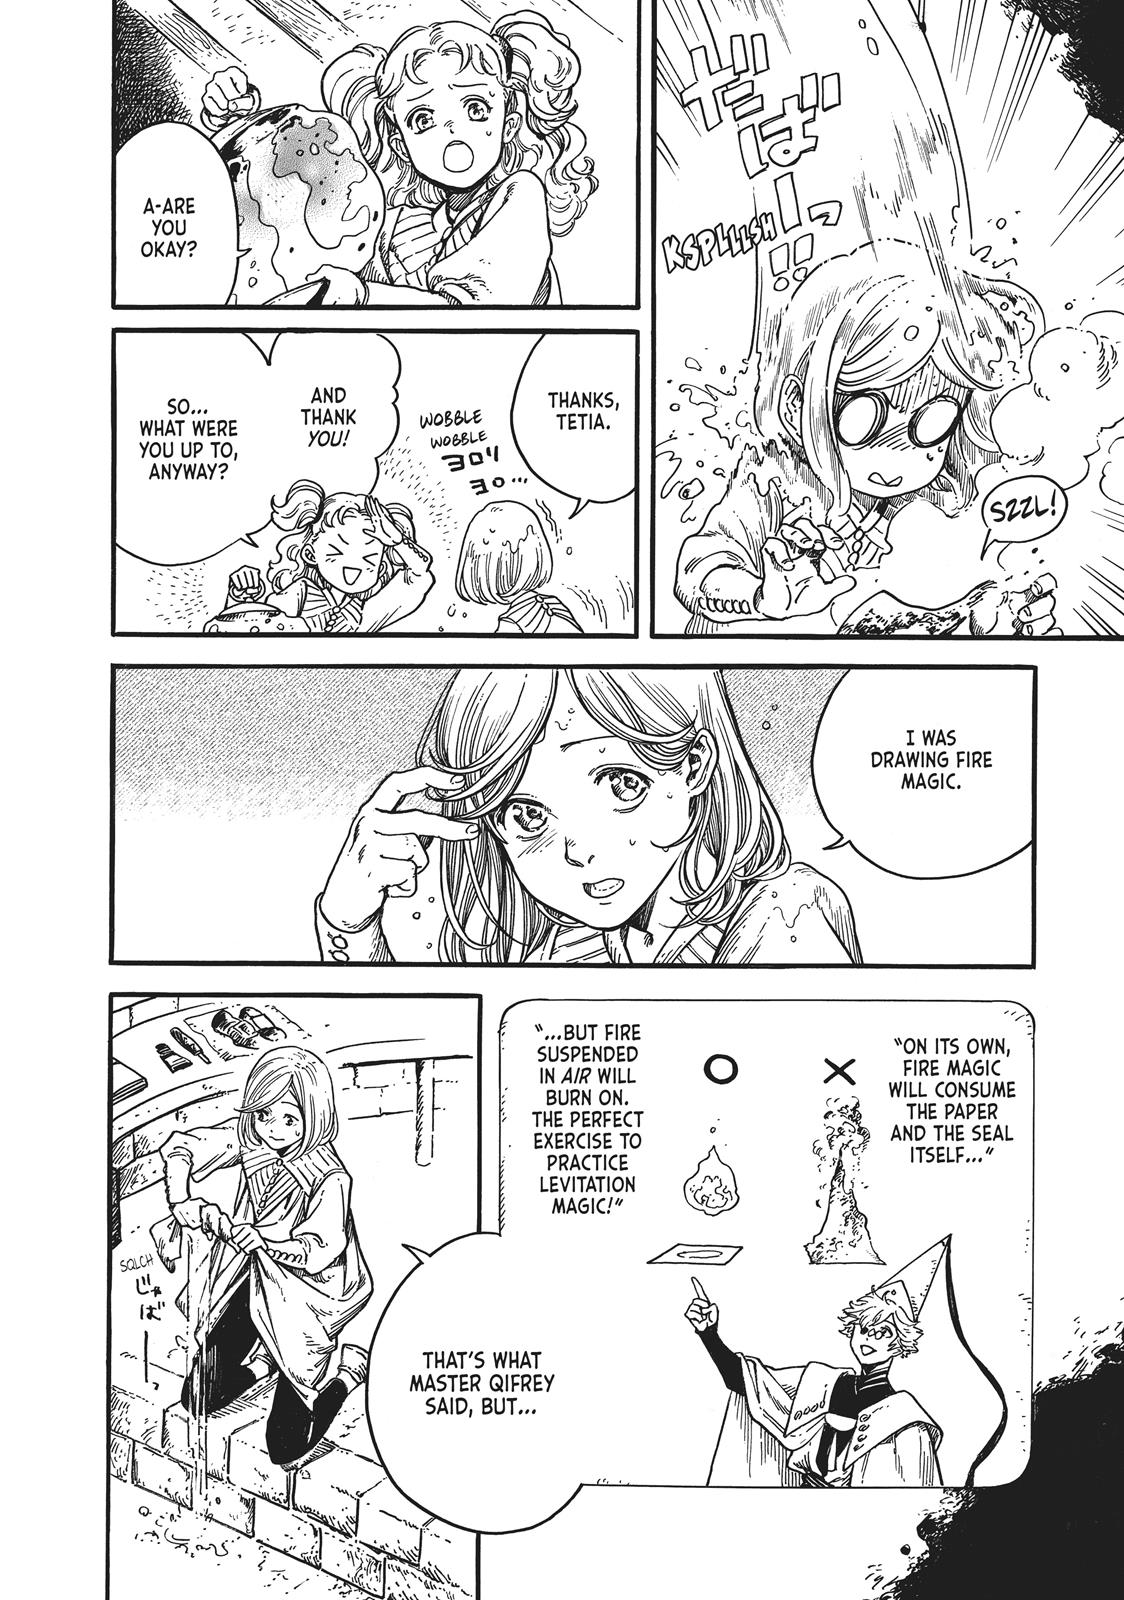 だばーっ!!
KSPLLLSH
SZZL!
A-ARE
YOU
OKAY?
THANKS,
TETIA.
WOBBLE
WOBBLE
ヨロリ
ヨロ...
AND
THANK
YOU!
SO...
WHAT WERE
YOU UP TO,
ANYWAY?
I WAS
DRAWING FIRE
MAGIC.
"ON ITS OWN,
FIRE MAGIC
WILL CONSUME
THE PAPER
AND THE SEAL
ITSELF..."
"...BUT FIRE
SUSPENDED
IN AIR WILL
BURN ON.
THE PERFECT
EXERCISE TO
PRACTICE
LEVITATION
MAGIC!"
THAT'S WHAT
MASTER QIFREY
SAID, BUT...
SQLCH
じゃばーっ